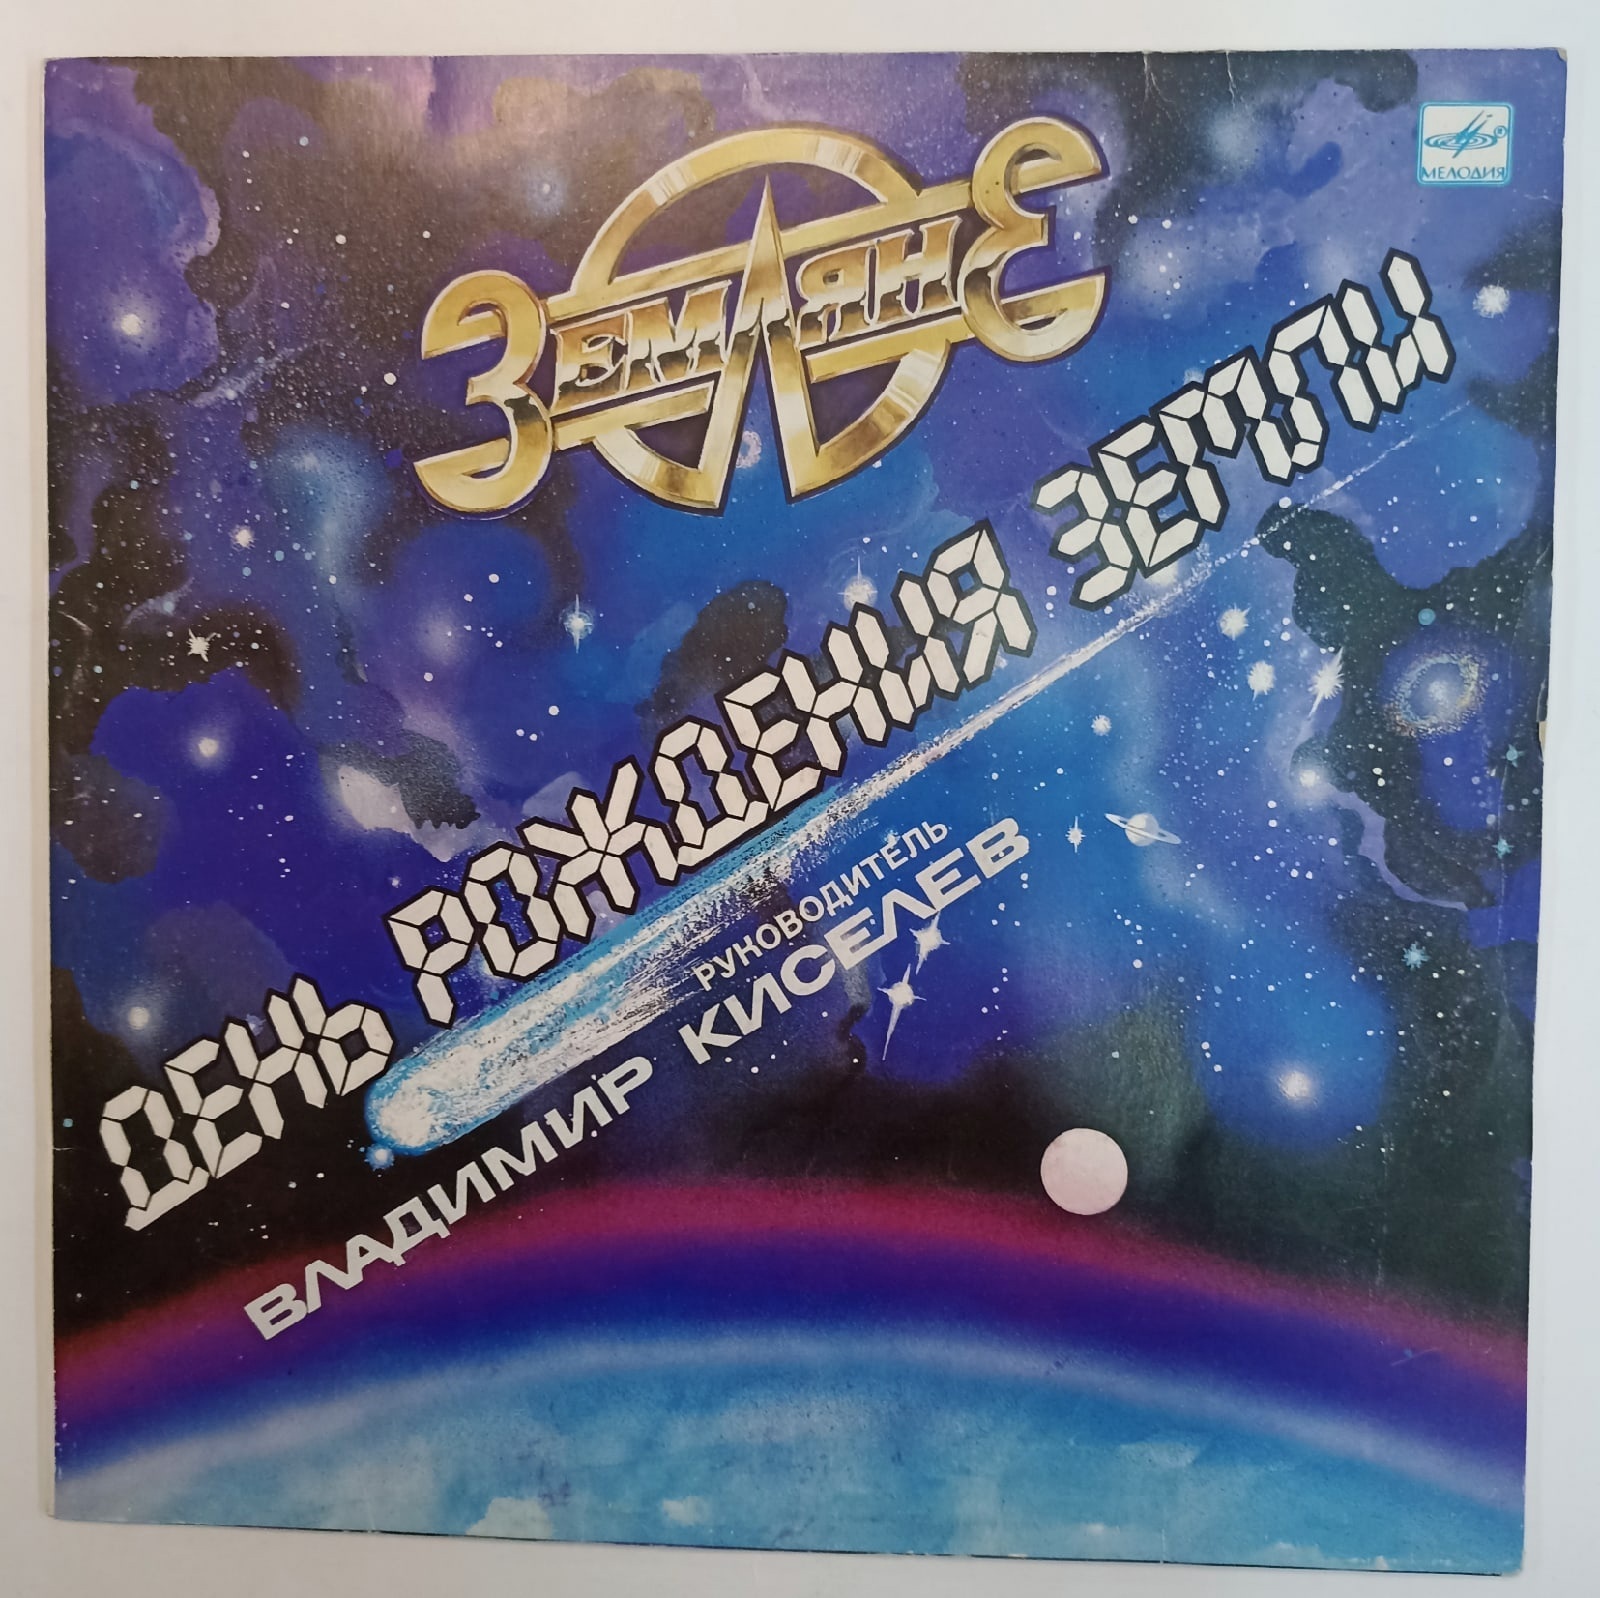 МЕЛОДИЯ
ЗЕМЛЯНЕ
ДЕНЬ РОЖДЕНИЯ ЗЕМЛИ
РУКОВОДИТЕЛЬ
ВЛАДИМИР КИСЕЛЕВ